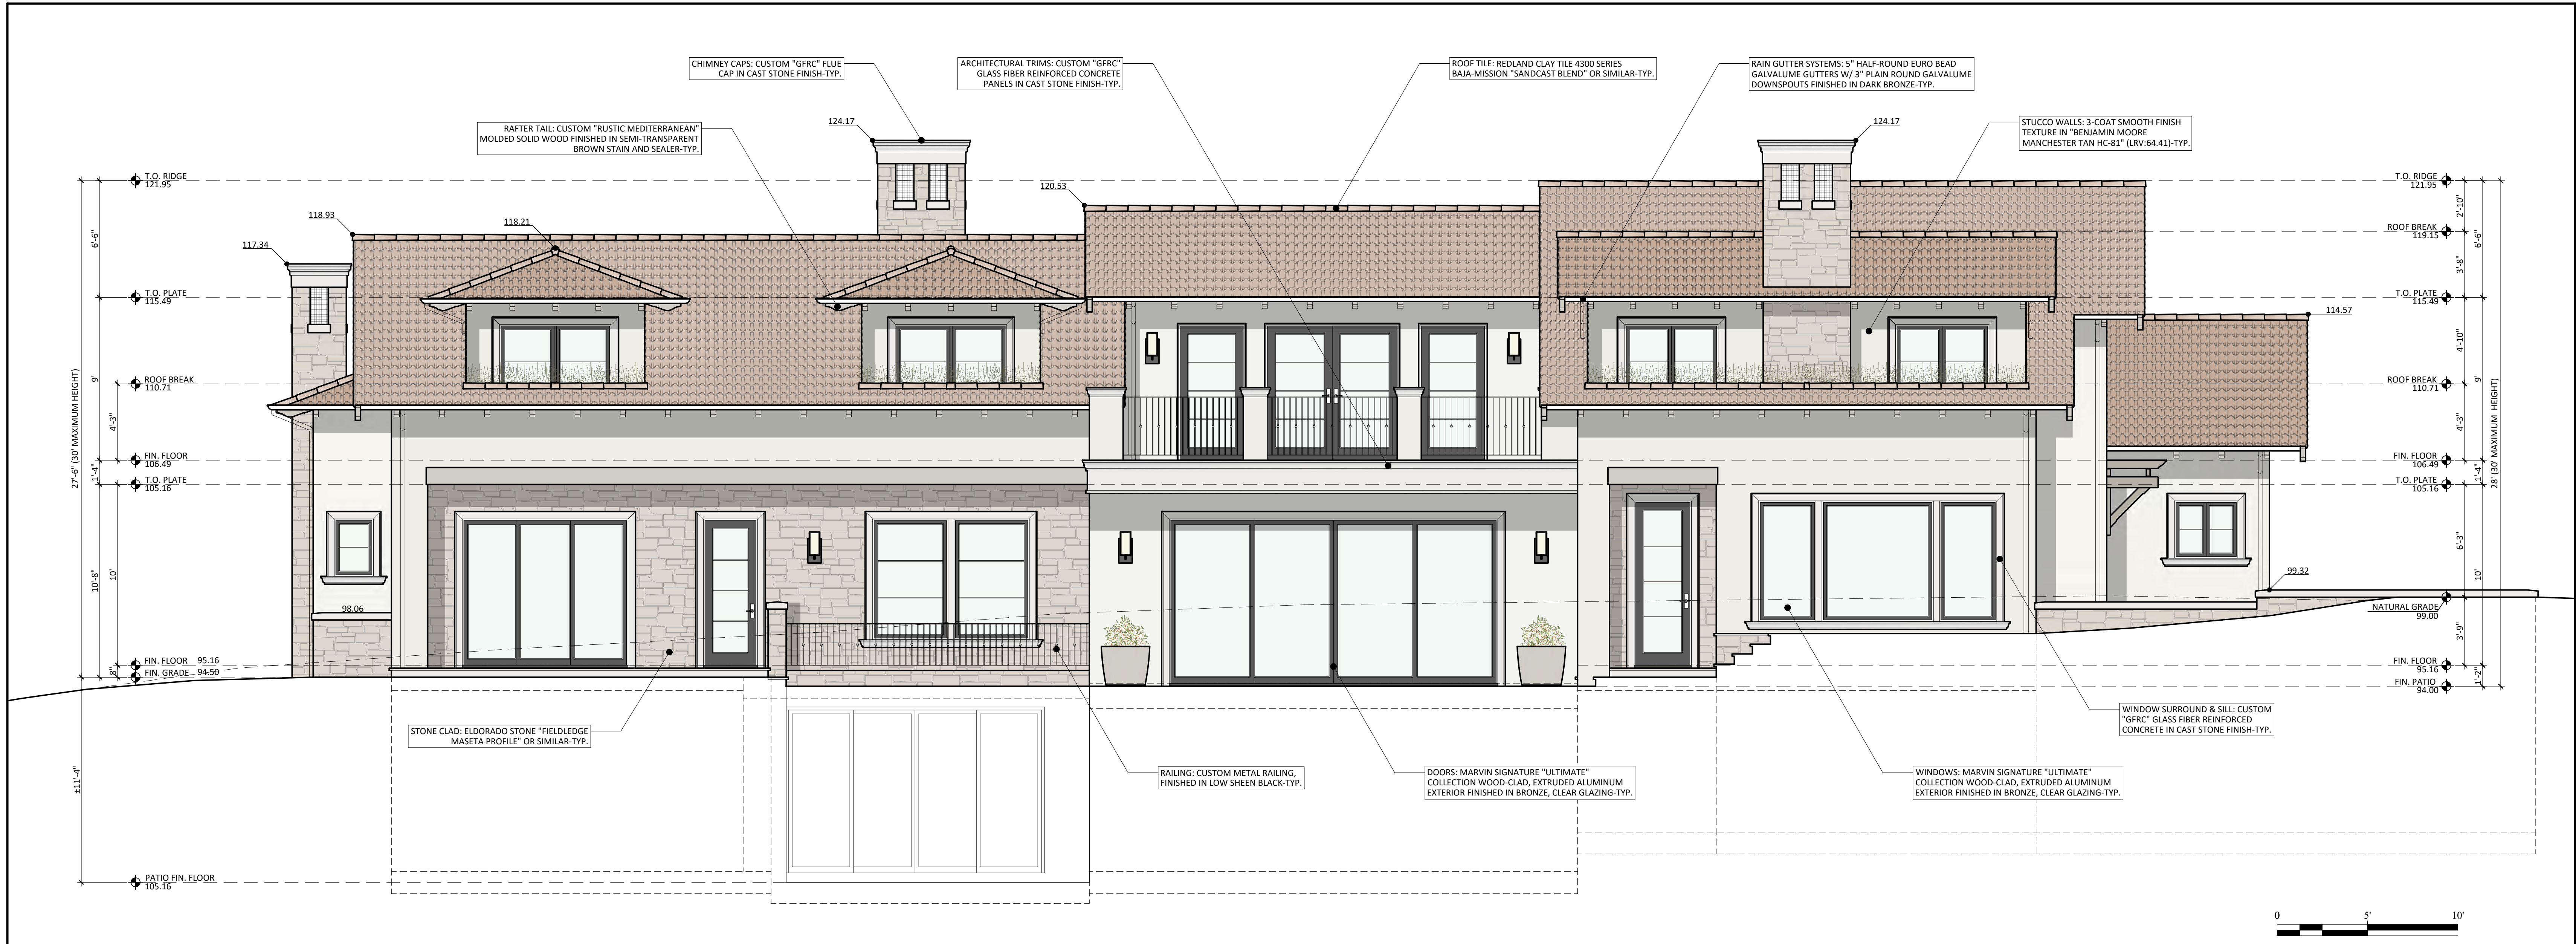 CHIMNEY CAPS: CUSTOM "GFRC" FLUE
CAP IN CAST STONE FINISH-TYP.
ARCHITECTURAL TRIMS: CUSTOM "GFRC"
GLASS FIBER REINFORCED CONCRETE
PANELS IN CAST STONE FINISH-TYP.
ROOF TILE: REDLAND CLAY TILE 4300 SERIES
BAJA-MISSION "SANDCAST BLEND" OR SIMILAR-TYP.
RAIN GUTTER SYSTEMS: 5" HALF-ROUND EURO BEAD
GALVALUME GUTTERS W/ 3" PLAIN ROUND GALVALUME
DOWNSPOUTS FINISHED IN DARK BRONZE-TYP.
RAFTER TAIL: CUSTOM "RUSTIC MEDITERRANEAN"
MOLDED SOLID WOOD FINISHED IN SEMI-TRANSPARENT
BROWN STAIN AND SEALER-TYP.
STUCCO WALLS: 3-COAT SMOOTH FINISH
TEXTURE IN "BENJAMIN MOORE
MANCHESTER TAN HC-81" (LRV:64.41)-TYP.
124.17
124.17
120.53
118.93
118.21
117.34
114.57
T.O. RIDGE
121.95
T.O. PLATE
115.49
ROOF BREAK
110.71
FIN. FLOOR
106.49
T.O. PLATE
105.16
98.06
FIN. FLOOR 95.16
FIN. GRADE 94.50
PATIO FIN. FLOOR
105.16
27'-6" (30' MAXIMUM HEIGHT)
6'-6"
9'
4'-3"
1'-4"
10'-8"
10'
8"
±11'-4"
T.O. RIDGE
121.95
ROOF BREAK
119.15
T.O. PLATE
115.49
ROOF BREAK
110.71
FIN. FLOOR
106.49
T.O. PLATE
105.16
99.32
NATURAL GRADE
99.00
FIN. FLOOR
95.16
FIN. PATIO
94.00
2'-10"
6'-6"
3'-8"
4'-10"
9'
4'-3"
1'-4"
6'-3"
10'
3'-9"
1'-2"
28' (30' MAXIMUM HEIGHT)
STONE CLAD: ELDORADO STONE "FIELDLEDGE
MASETA PROFILE" OR SIMILAR-TYP.
RAILING: CUSTOM METAL RAILING,
FINISHED IN LOW SHEEN BLACK-TYP.
DOORS: MARVIN SIGNATURE "ULTIMATE"
COLLECTION WOOD-CLAD, EXTRUDED ALUMINUM
EXTERIOR FINISHED IN BRONZE, CLEAR GLAZING-TYP.
WINDOWS: MARVIN SIGNATURE "ULTIMATE"
COLLECTION WOOD-CLAD, EXTRUDED ALUMINUM
EXTERIOR FINISHED IN BRONZE, CLEAR GLAZING-TYP.
WINDOW SURROUND & SILL: CUSTOM
"GFRC" GLASS FIBER REINFORCED
CONCRETE IN CAST STONE FINISH-TYP.
0 5' 10'